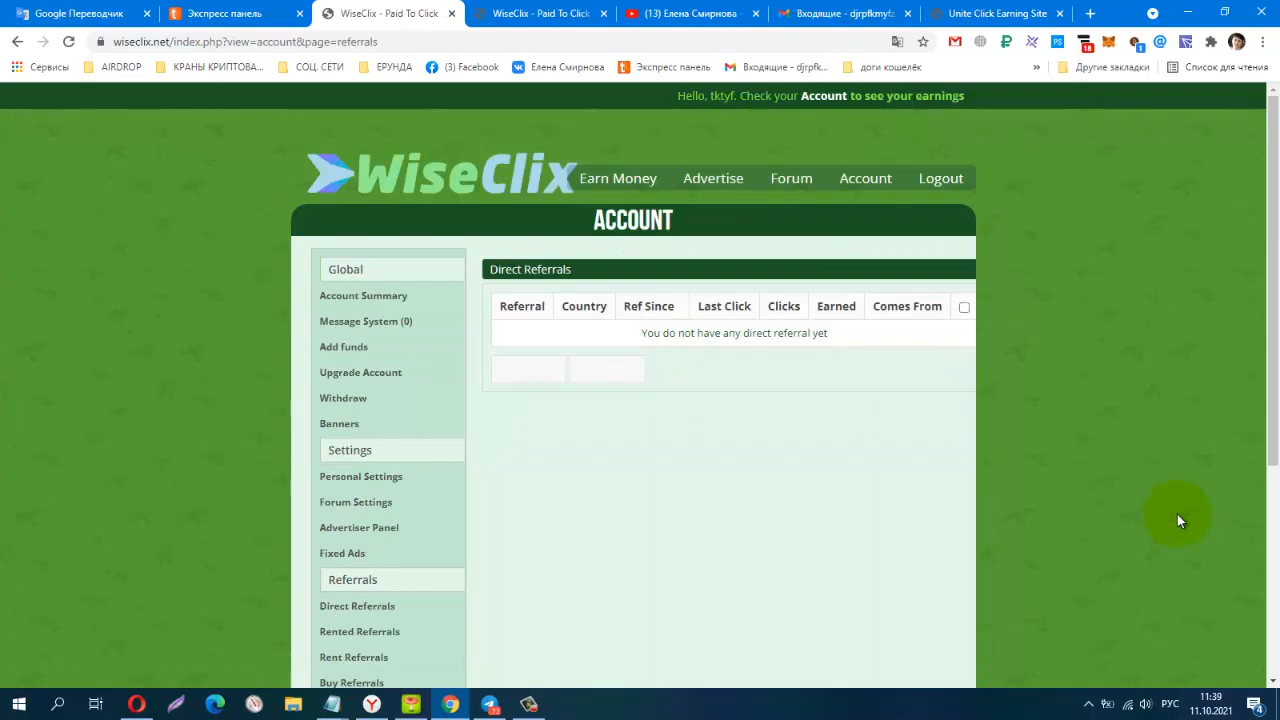 Google Переводчик
Экспресс панель
WiseClix - Paid To Click
WiseClix - Paid To Click
(13) Елена Смирнова -
Входящие - djrpfkmyfz
Unite Click Earning Site
wiseclix.net/index.php?view=account&page=referrals
18
1
Сервисы
AIRDROP
КРАНЫ КРИПТОВА...
СОЦ. СЕТИ
ЕРУНДА
(3) Facebook
Елена Смирнова
Экспресс панель
Входящие - djrpfk...
доги кошелёк
»
Другие закладки
Список для чтения
Hello, tktyf. Check your Account to see your earnings
WiseClix
Earn Money
Advertise
Forum
Account
Logout
ACCOUNT
Global
Account Summary
Message System (0)
Add funds
Upgrade Account
Withdraw
Banners
Settings
Personal Settings
Forum Settings
Advertiser Panel
Fixed Ads
Referrals
Direct Referrals
Rented Referrals
Rent Referrals
Buy Referrals
Direct Referrals
Referral
Country
Ref Since
Last Click
Clicks
Earned
Comes From
You do not have any direct referral yet
РУС
11:39
11.10.2021
4